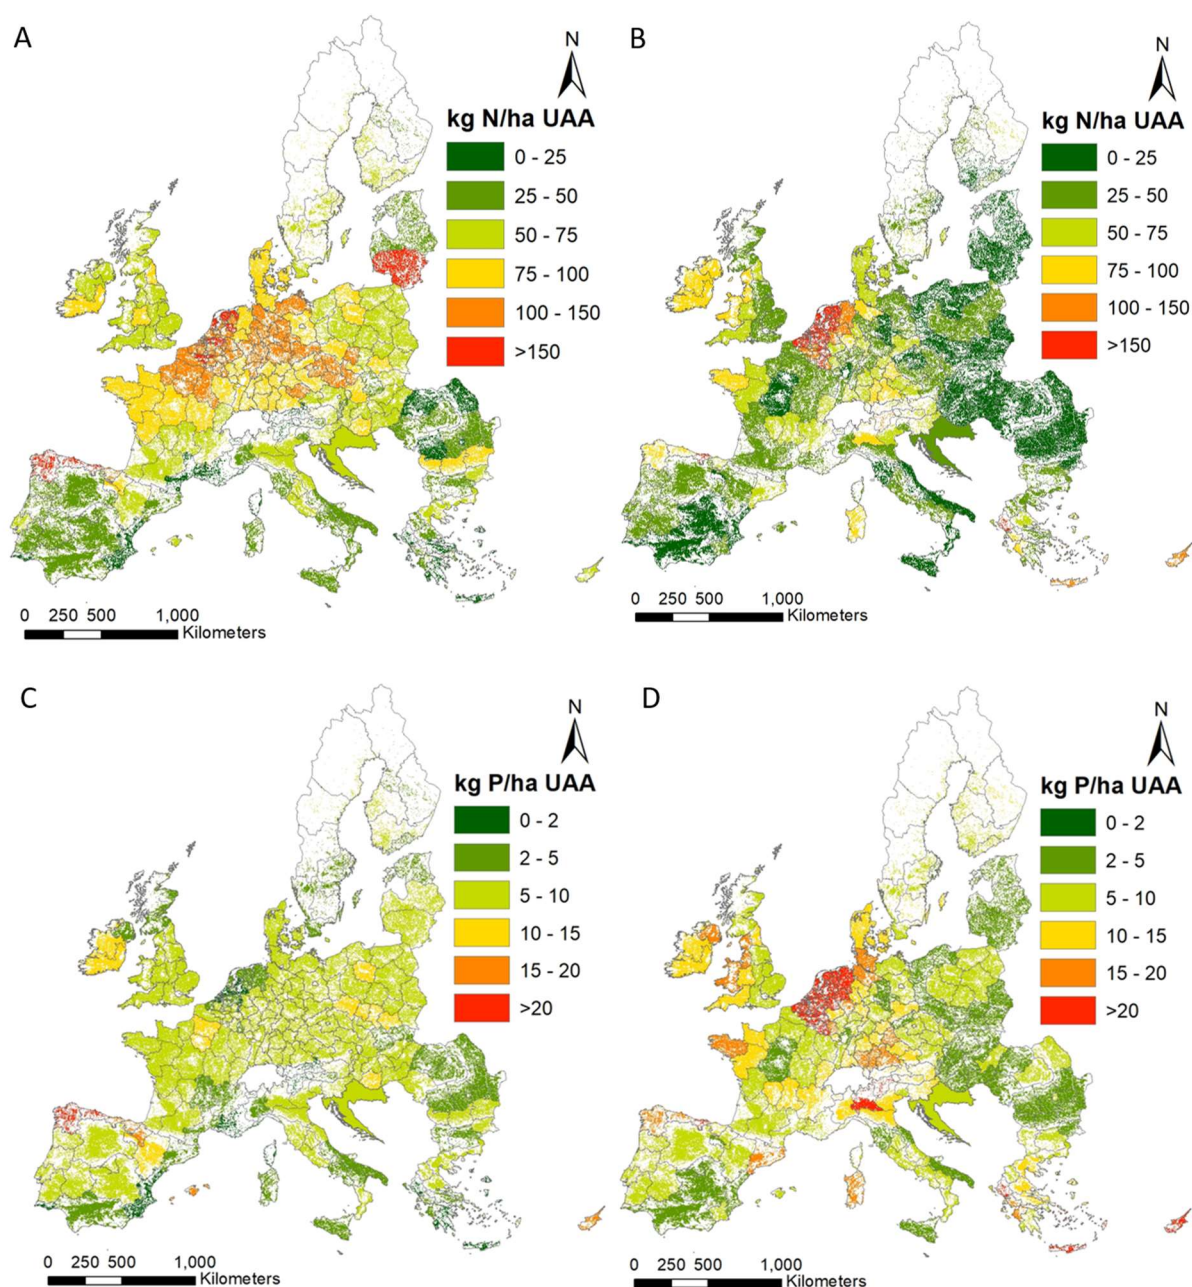 A
N
kg N/ha UAA
0 - 25
25 - 50
50 - 75
75 - 100
100 - 150
>150
0 250 500 1,000
Kilometers
B
N
kg N/ha UAA
0 - 25
25 - 50
50 - 75
75 - 100
100 - 150
>150
0 250 500 1,000
Kilometers
C
N
kg P/ha UAA
0 - 2
2 - 5
5 - 10
10 - 15
15 - 20
>20
0 250 500 1,000
Kilometers
D
N
kg P/ha UAA
0 - 2
2 - 5
5 - 10
10 - 15
15 - 20
>20
0 250 500 1,000
Kilometers